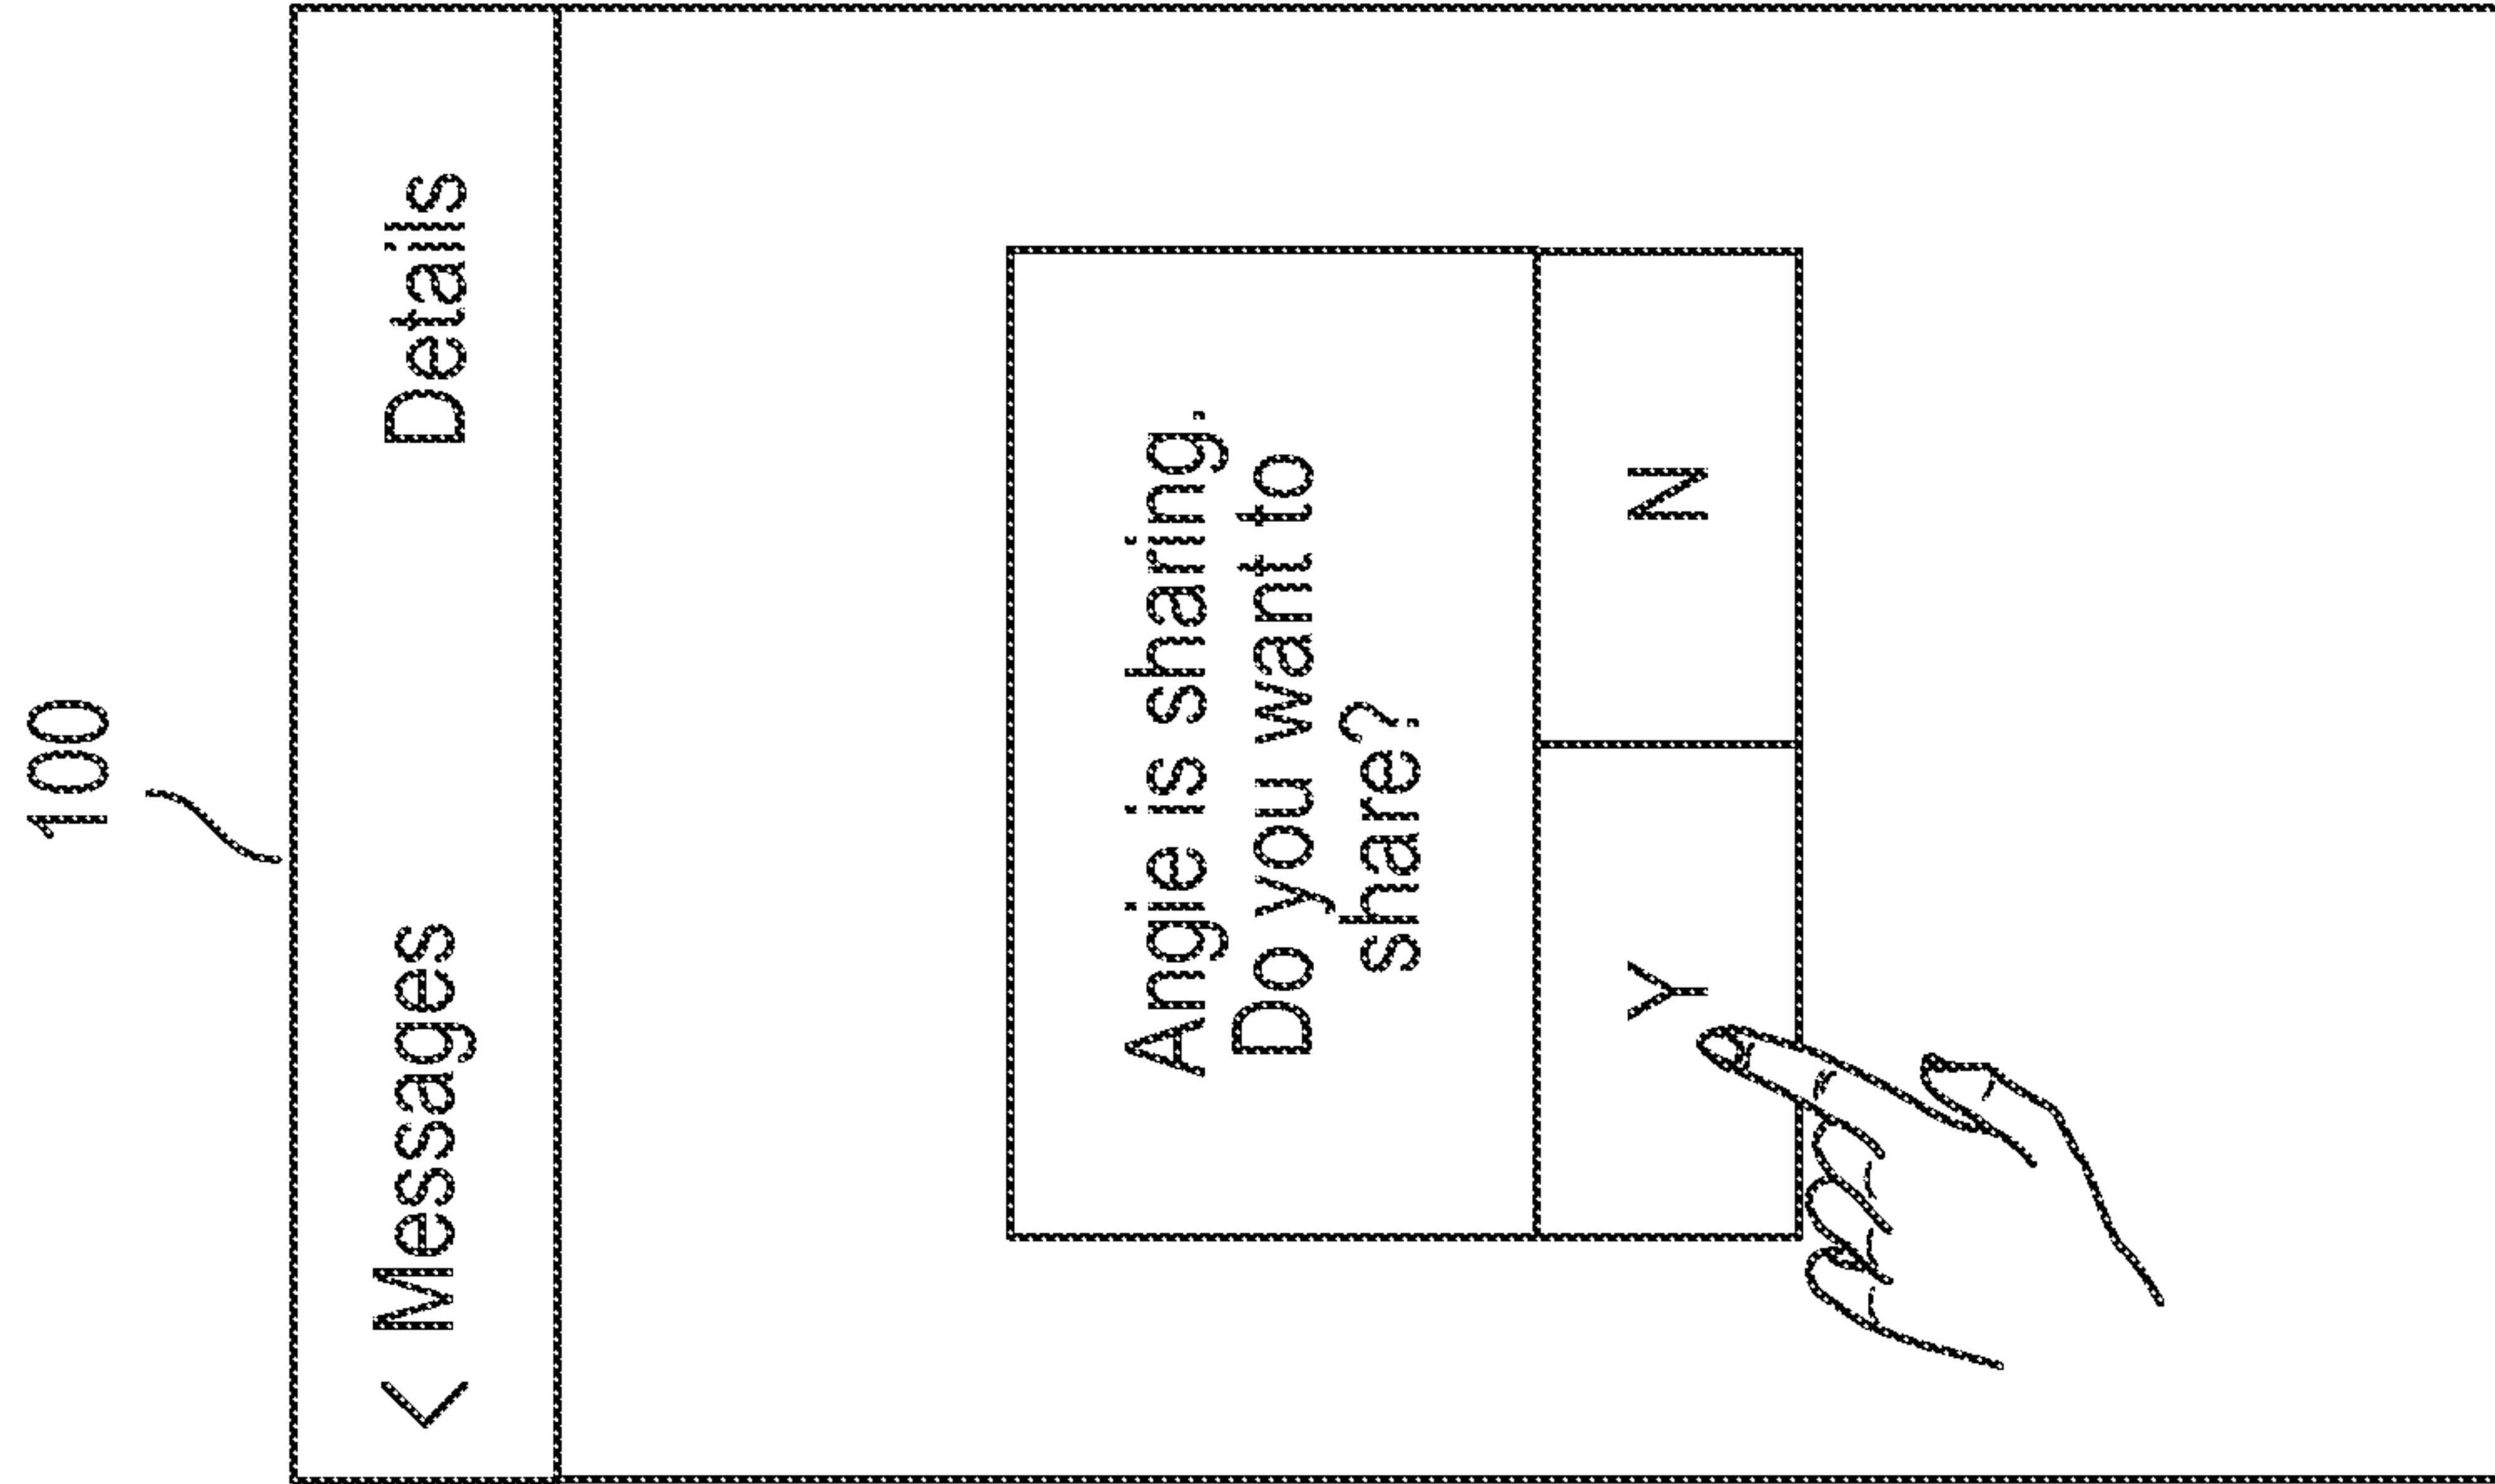 100
< Messages Details
Angie is sharing.
Do you want to
share?
Y N